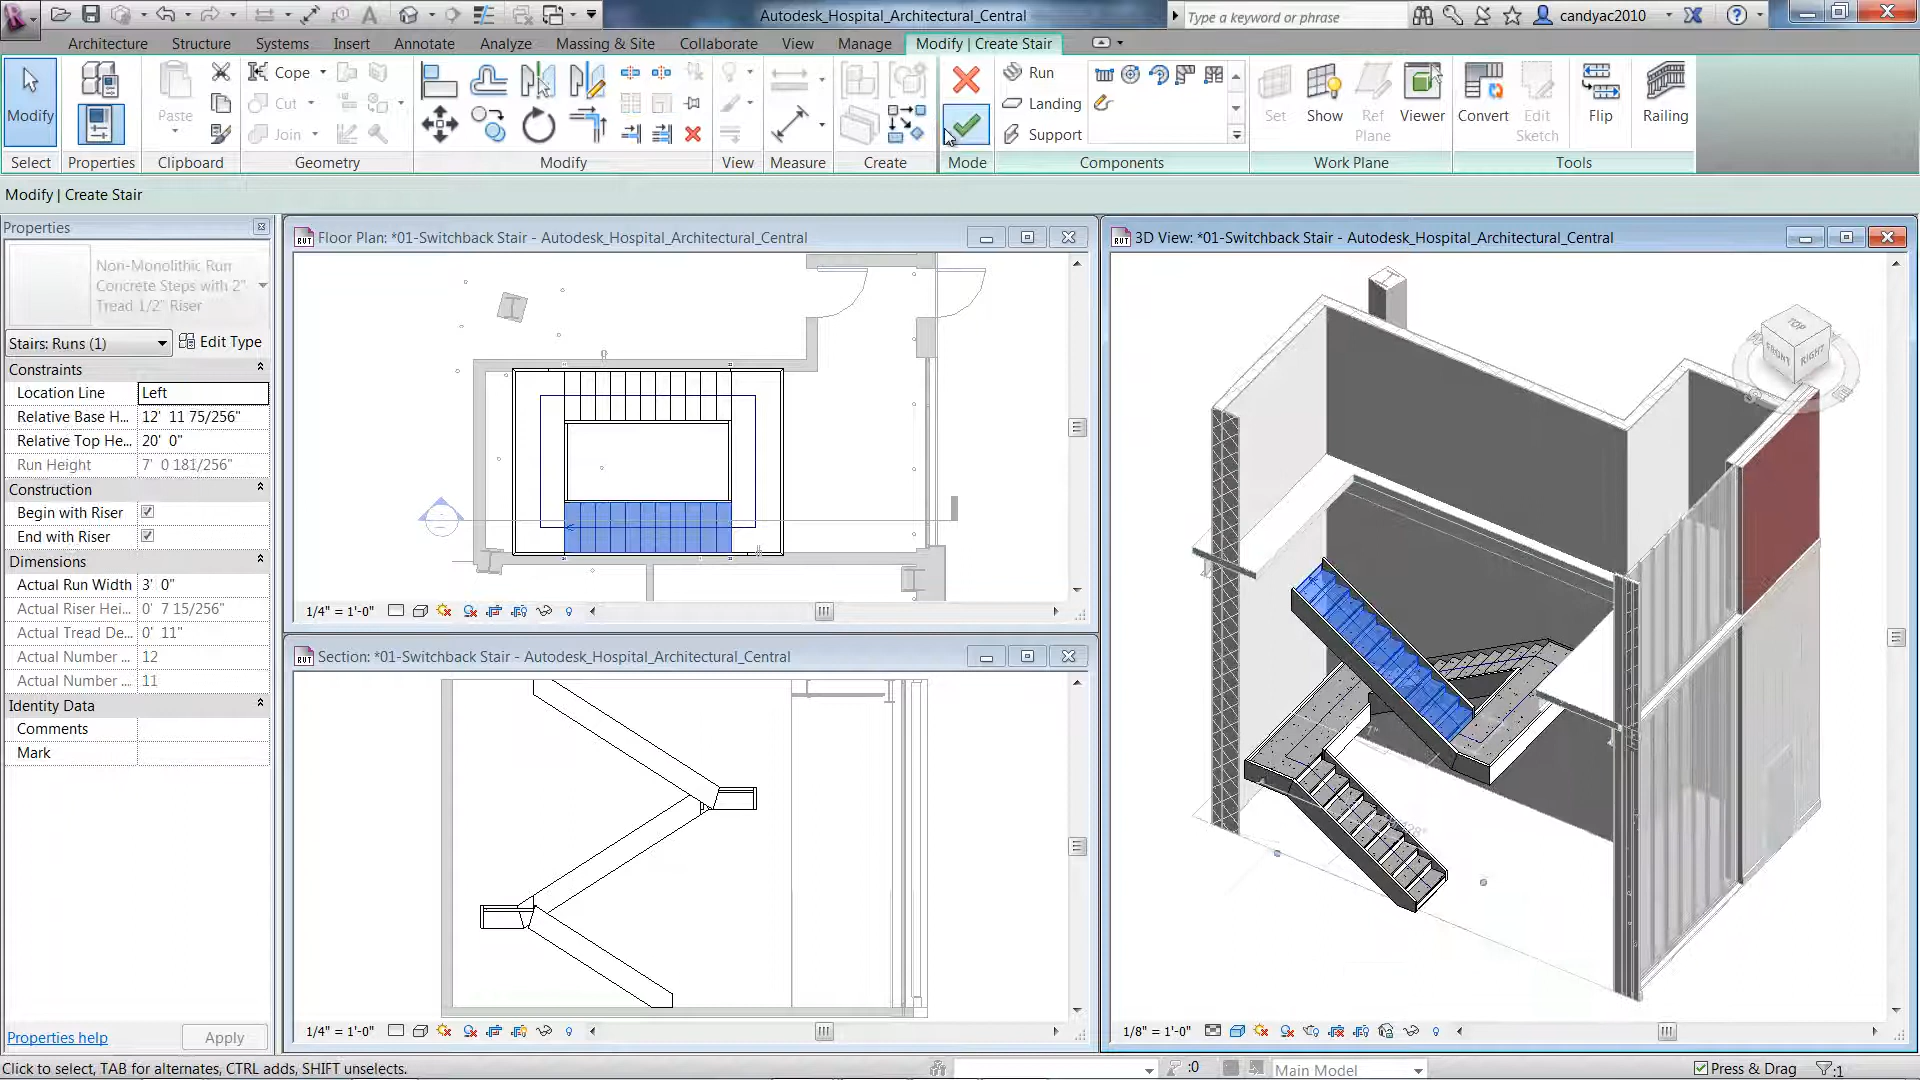 Autodesk_Hospital_Architectural_Central
Type a keyword or phrase
candyac2010
Architecture Structure Systems Insert Annotate Analyze Massing & Site Collaborate View Manage Modify | Create Stair
Modify
Paste
Cope
Cut
Join
Run
Landing
Support
Set
Show
Ref
Plane
Viewer
Convert
Edit
Sketch
Flip
Railing
Select Properties Clipboard Geometry Modify View Measure Create Mode Components Work Plane Tools
Modify | Create Stair
Properties
Non-Monolithic Run
Concrete Steps with 2"
Tread 1/2" Riser
Stairs: Runs (1)
Edit Type
Constraints
Location Line Left
Relative Base H... 12' 11 75/256"
Relative Top He... 20' 0"
Run Height 7' 0 181/256"
Construction
Begin with Riser
End with Riser
Dimensions
Actual Run Width 3' 0"
Actual Riser Hei... 0' 7 15/256"
Actual Tread De... 0' 11"
Actual Number ... 12
Actual Number .... 11
Identity Data
Comments
Mark
Properties help
Apply
Floor Plan: *01-Switchback Stair - Autodesk_Hospital_Architectural_Central
1/4" = 1'-0"
Section: *01-Switchback Stair - Autodesk_Hospital_Architectural_Central
1/4" = 1'-0"
3D View: *01-Switchback Stair - Autodesk_Hospital_Architectural_Central
TOP
FRONT
RIGHT
1/8" = 1'-0"
Click to select, TAB for alternates, CTRL adds, SHIFT unselects.
:0
Main Model
Press & Drag
:1